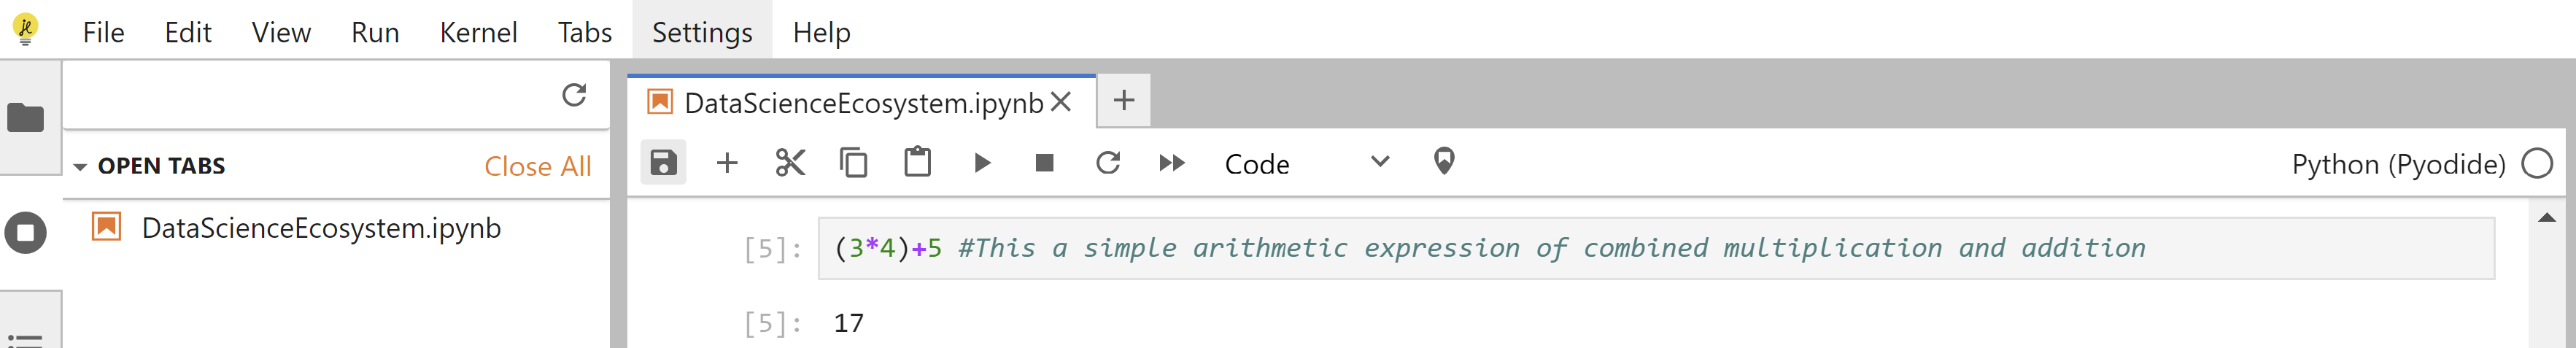 File Edit View Run Kernel Tabs Settings Help
DataScienceEcosystem.ipynb
OPEN TABS Close All
Code Python (Pyodide)
DataScienceEcosystem.ipynb
[5]: (3*4)+5 #This a simple arithmetic expression of combined multiplication and addition
[5]: 17